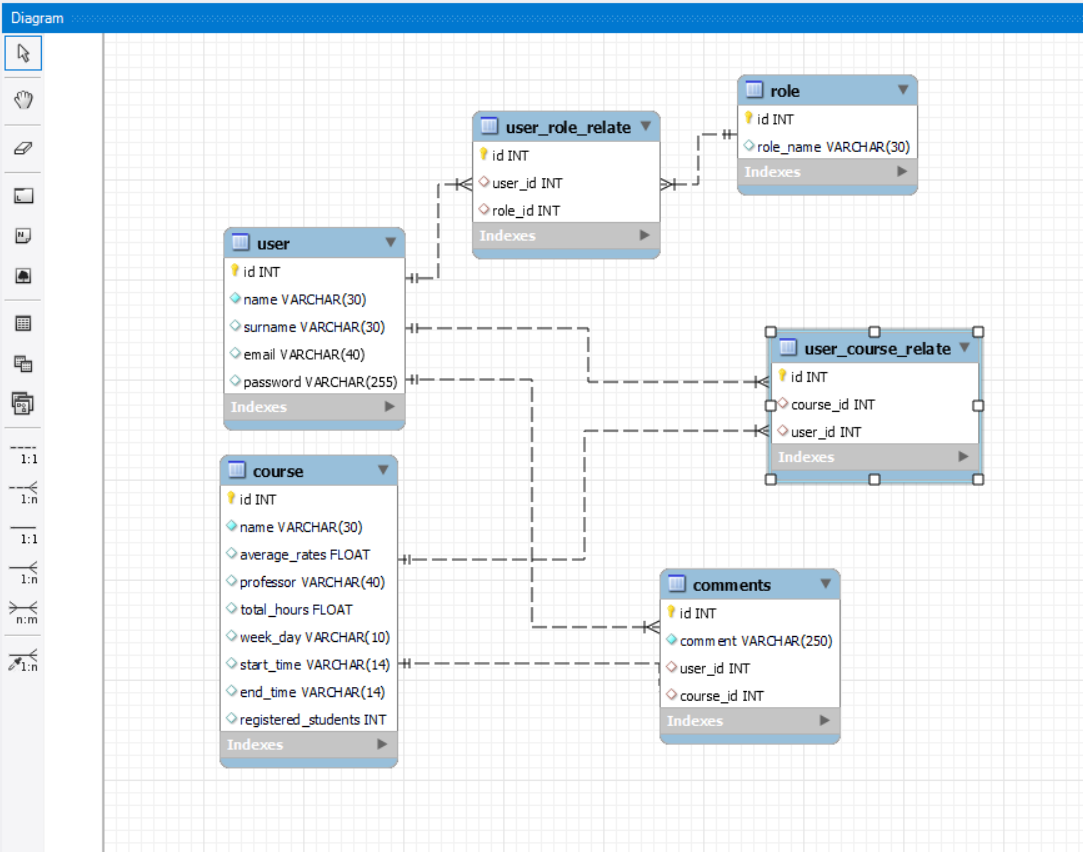 Diagram
role
id INT
role_name VARCHAR(30)
Indexes
user_role_relate
id INT
user_id INT
role_id INT
Indexes
user
id INT
name VARCHAR(30)
surname VARCHAR(30)
email VARCHAR(40)
password VARCHAR(255)
Indexes
user_course_relate
id INT
course_id INT
user_id INT
Indexes
course
id INT
name VARCHAR(30)
average_rates FLOAT
professor VARCHAR(40)
total_hours FLOAT
week_day VARCHAR(10)
start_time VARCHAR(14)
end_time VARCHAR(14)
registered_students INT
Indexes
comments
id INT
comment VARCHAR(250)
user_id INT
course_id INT
Indexes
1:1
1:n
1:1
1:n
n:m
1:n